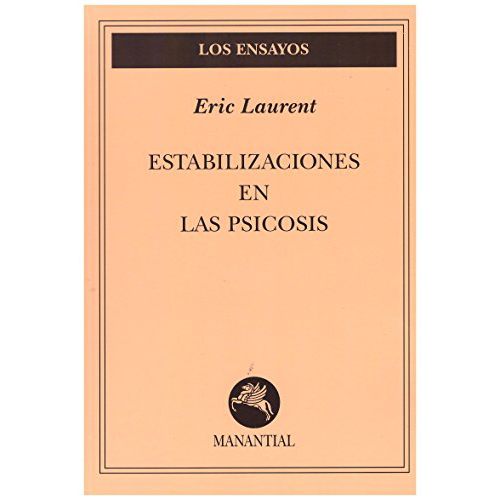 LOS ENSAYOS
Eric Laurent
ESTABILIZACIONES
EN
LAS PSICOSIS
MANANTIAL